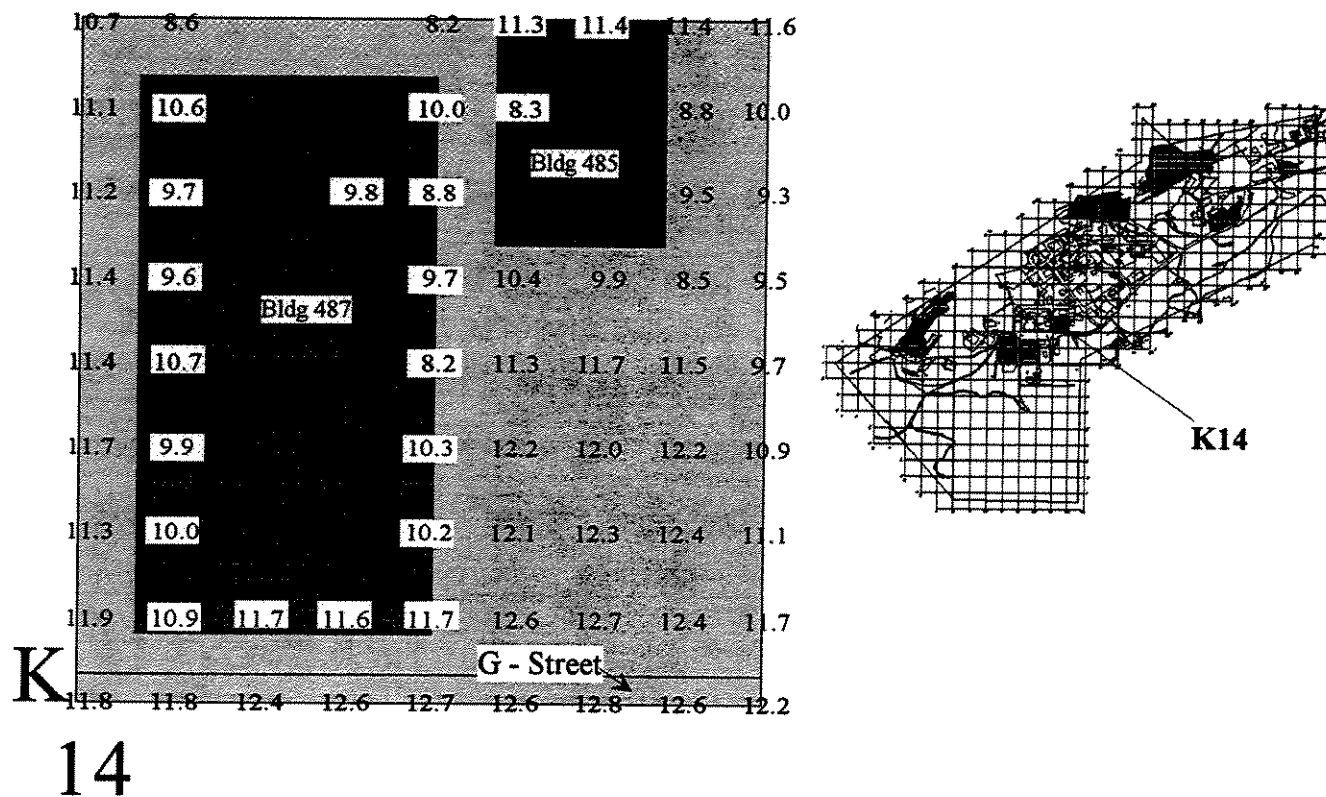 10.7 8.6 8.2 11.3 11.4 11.4 11.6
11.1 10.6 10.0 8.3 8.8 10.0
Bldg 485
11.2 9.7 9.8 8.8 9.5 9.3
11.4 9.6 9.7 10.4 9.9 8.5 9.5
Bldg 487
11.4 10.7 8.2 11.3 11.7 11.5 9.7
11.7 9.9 10.3 12.2 12.0 12.2 10.9
11.3 10.0 10.2 12.1 12.3 12.4 11.1
11.9 10.9 11.7 11.6 11.7 12.6 12.7 12.4 11.7
G - Street
K
11.8 11.8 12.4 12.6 12.7 12.6 12.8 12.6 12.2
14
K14